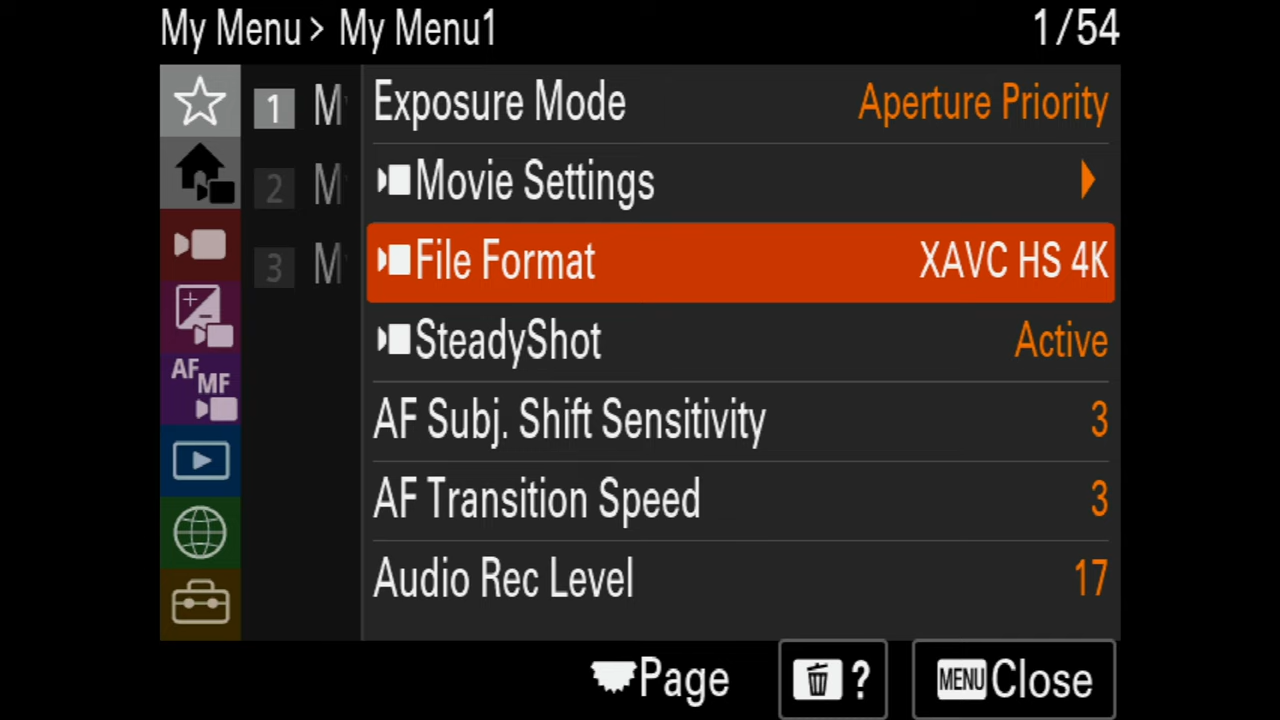 My Menu > My Menu1
1/54
1 M
2 M
3 M
Exposure Mode Aperture Priority
Movie Settings
File Format XAVC HS 4K
SteadyShot Active
AF Subj. Shift Sensitivity 3
AF Transition Speed 3
Audio Rec Level 17
AF MF
Page
?
MENU Close